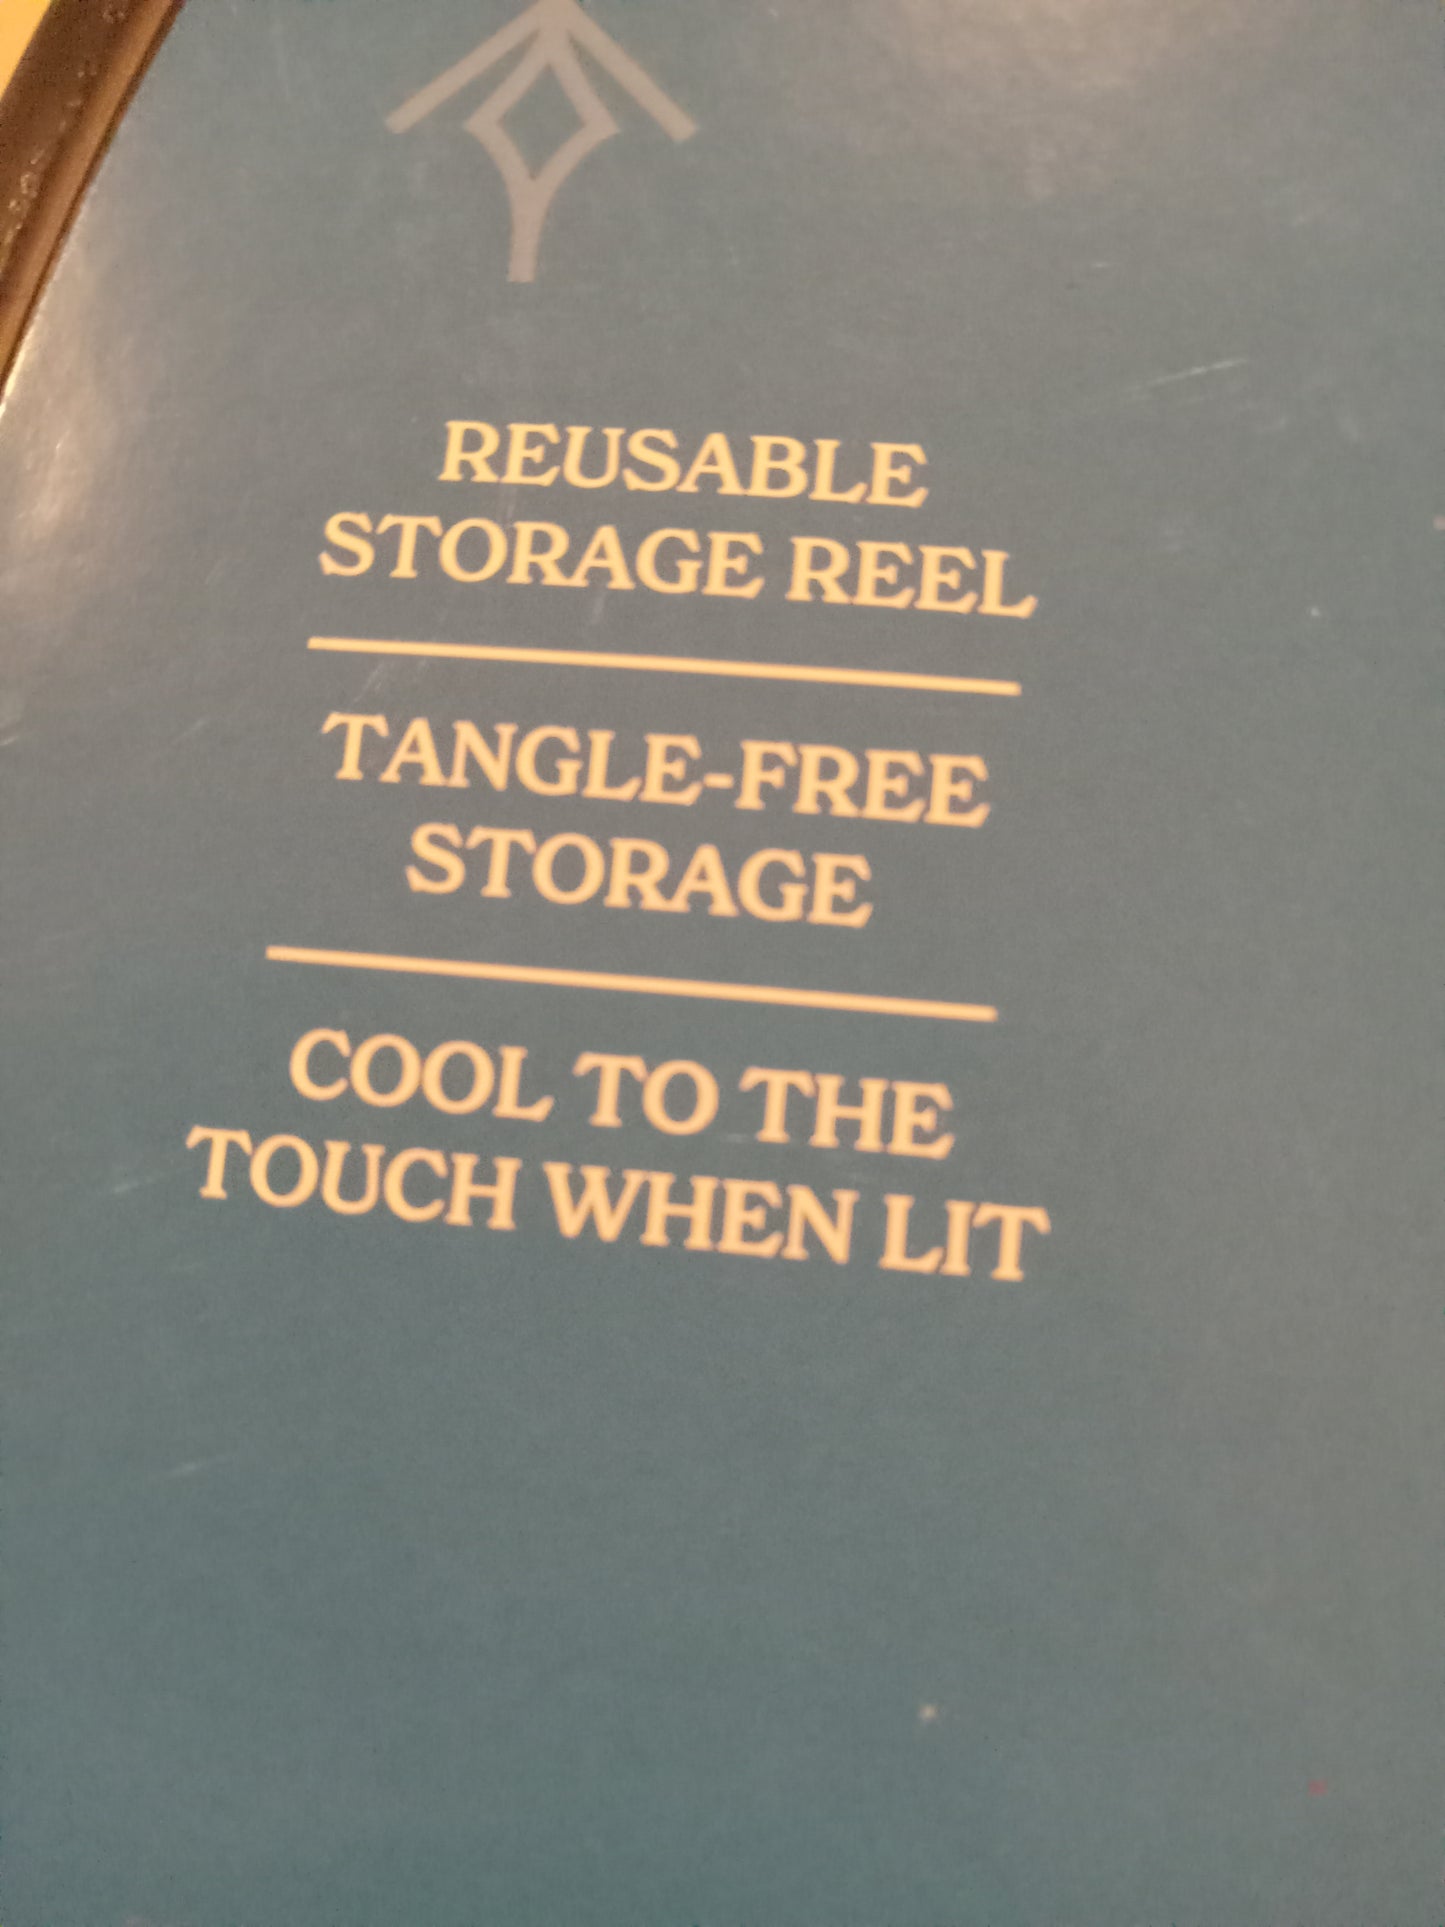 REUSABLE
STORAGE REEL
TANGLE-FREE
STORAGE
COOL TO THE
TOUCH WHEN LIT